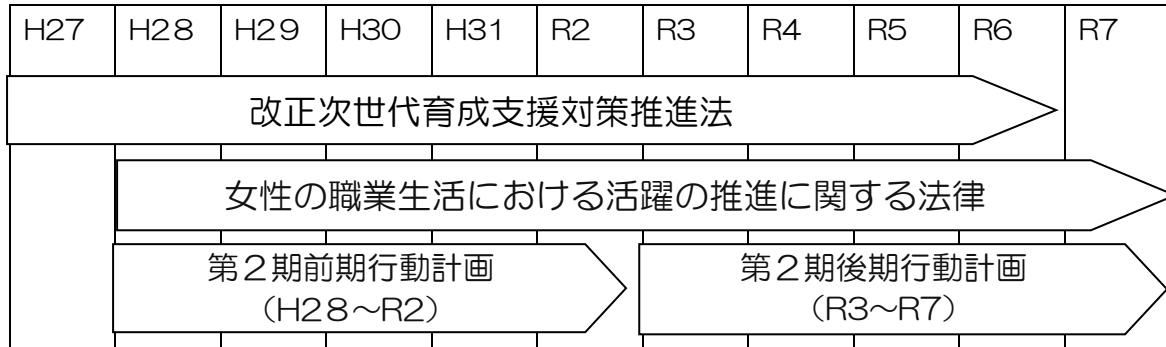 H27 H28 H29 H30 H31 R2 R3 R4 R5 R6 R7
改正次世代育成支援対策推進法
女性の職業生活における活躍の推進に関する法律
第２期前期行動計画
（H２８～R２）
第２期後期行動計画
（R３～R７）